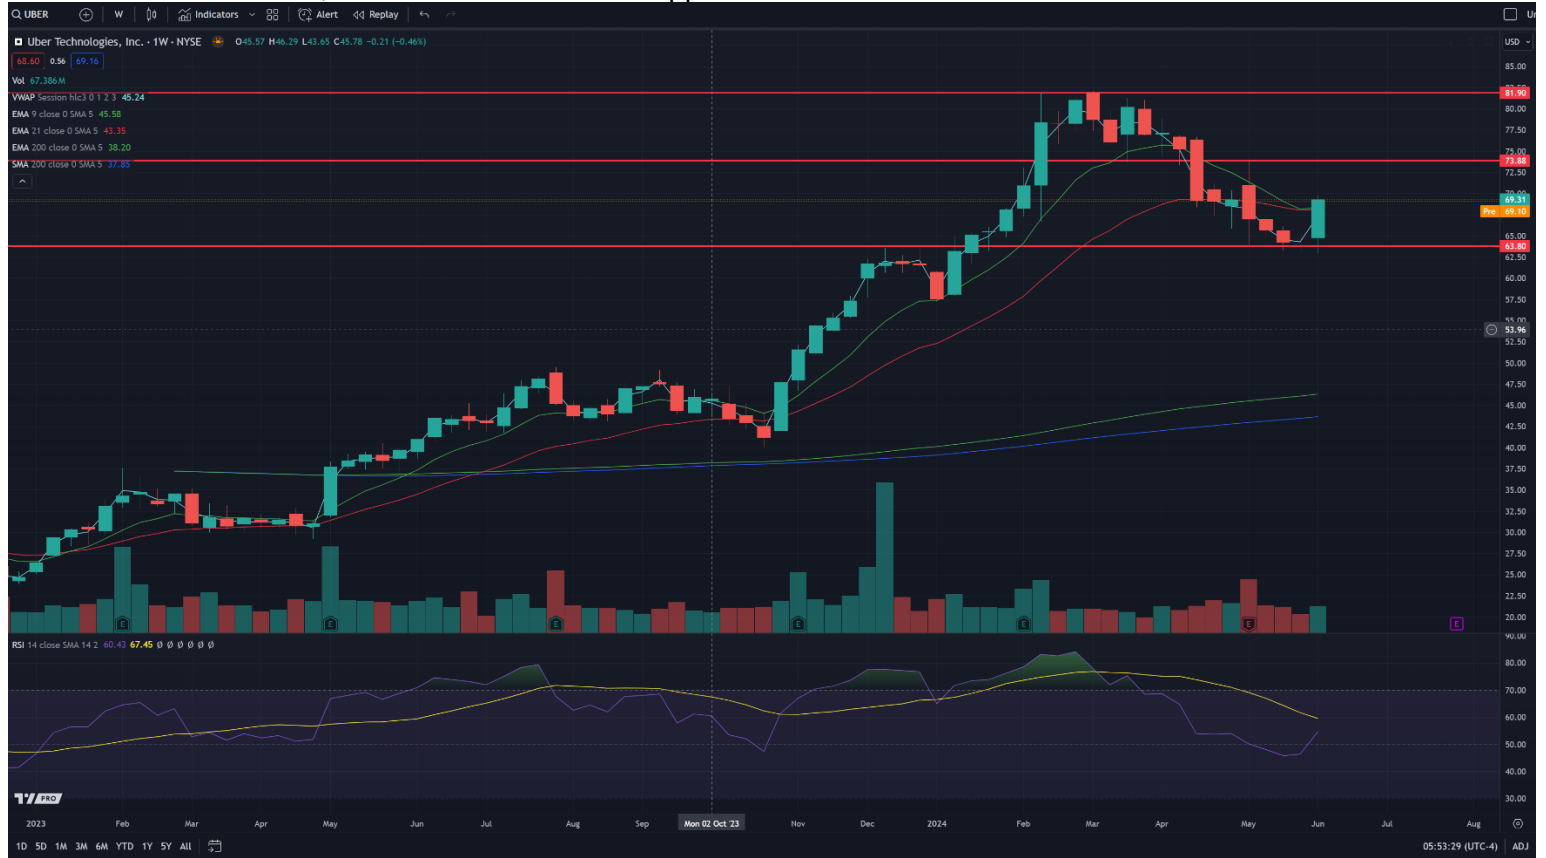 UBER W Indicators Alert Replay Un
Uber Technologies, Inc. · 1W · NYSE O45.57 H46.29 L43.65 C45.78 −0.21 (−0.46%) USD
68.60 0.56 69.16
Vol 67.386M
VWAP Session hlc3 0 1 2 3 45.24
EMA 9 close 0 SMA 5 45.58
EMA 21 close 0 SMA 5 43.35
EMA 200 close 0 SMA 5 38.20
SMA 200 close 0 SMA 5 37.85
85.00
81.90
80.00
77.50
75.00
73.88
72.50
70.00
69.31
Pre 69.10
65.00
63.80
62.50
60.00
57.50
55.00
53.96
52.50
50.00
47.50
45.00
42.50
40.00
37.50
35.00
32.50
30.00
27.50
25.00
22.50
20.00
E E E E E E E
90.00
RSI 14 close SMA 14 2 60.43 67.45 Ø Ø Ø Ø Ø Ø
80.00
70.00
60.00
50.00
40.00
30.00
PRO
2023 Feb Mar Apr May Jun Jul Aug Sep Mon 02 Oct '23 Nov Dec 2024 Feb Mar Apr May Jun Jul Aug
1D 5D 1M 3M 6M YTD 1Y 5Y All 05:53:29 (UTC-4) ADJ